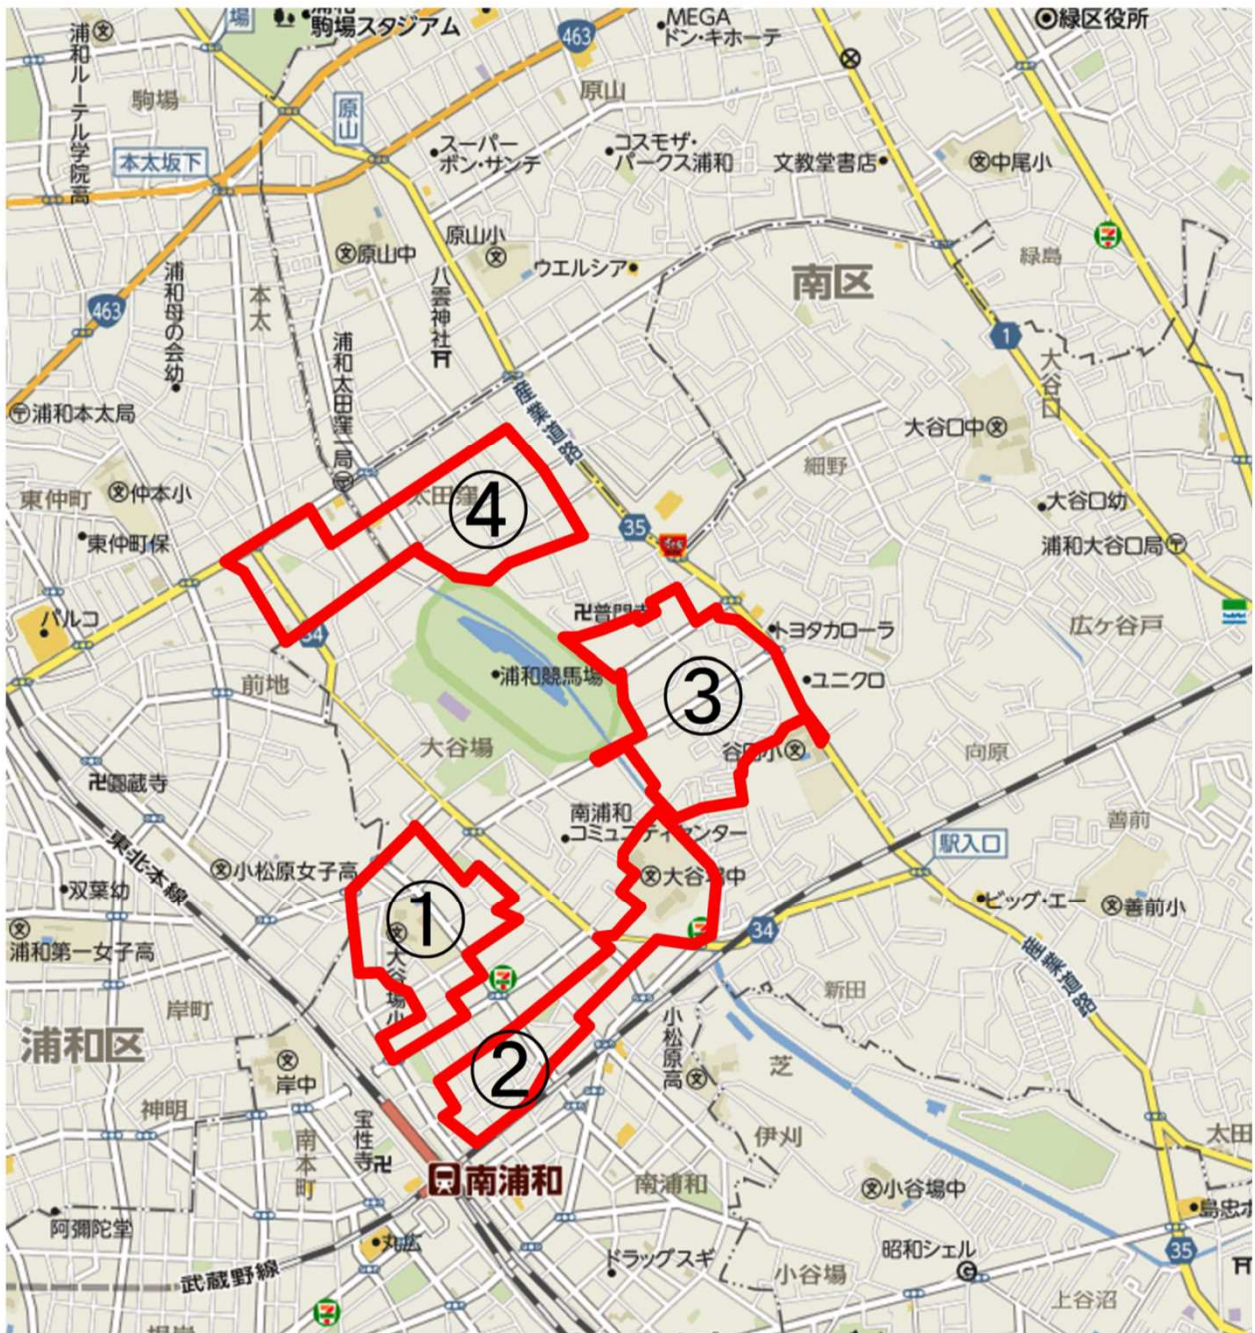 駒場スタジアム
463
MEGA
ドン・キホーテ
緑区役所
浦和ルーテル学院高
駒場
原山
原山
本太坂下
スーパー
ボン・サンテ
コスモザ・
パークス浦和
文教堂書店
中尾小
原山中
原山小
ウエルシア
南区
緑島
463
浦和母の会幼
本太
八雲神社
浦和太田窪一局
1
大谷口
浦和本太局
産業道路
大谷口中
細野
東仲町
仲本小
太田窪
④
大谷口幼
東仲町保
35
浦和大谷口局
パルコ
34
トヨタカローラ
広ヶ谷戸
前地
浦和競馬場
③
ユニクロ
大谷場
向原
圓蔵寺
南浦和
コミュニティセンター
善前
東北本線
小松原女子高
駅入口
双葉幼
①
ビッグ・エー
善前小
浦和第一女子高
34
産業道路
岸町
新田
浦和区
岸中
②
小松原高
芝
神明
宝性寺
伊刈
太田
南本町
南浦和
南浦和
小谷場中
阿彌陀堂
丸広
ドラッグスギ
昭和シェル
35
武蔵野線
小谷場
上谷沼